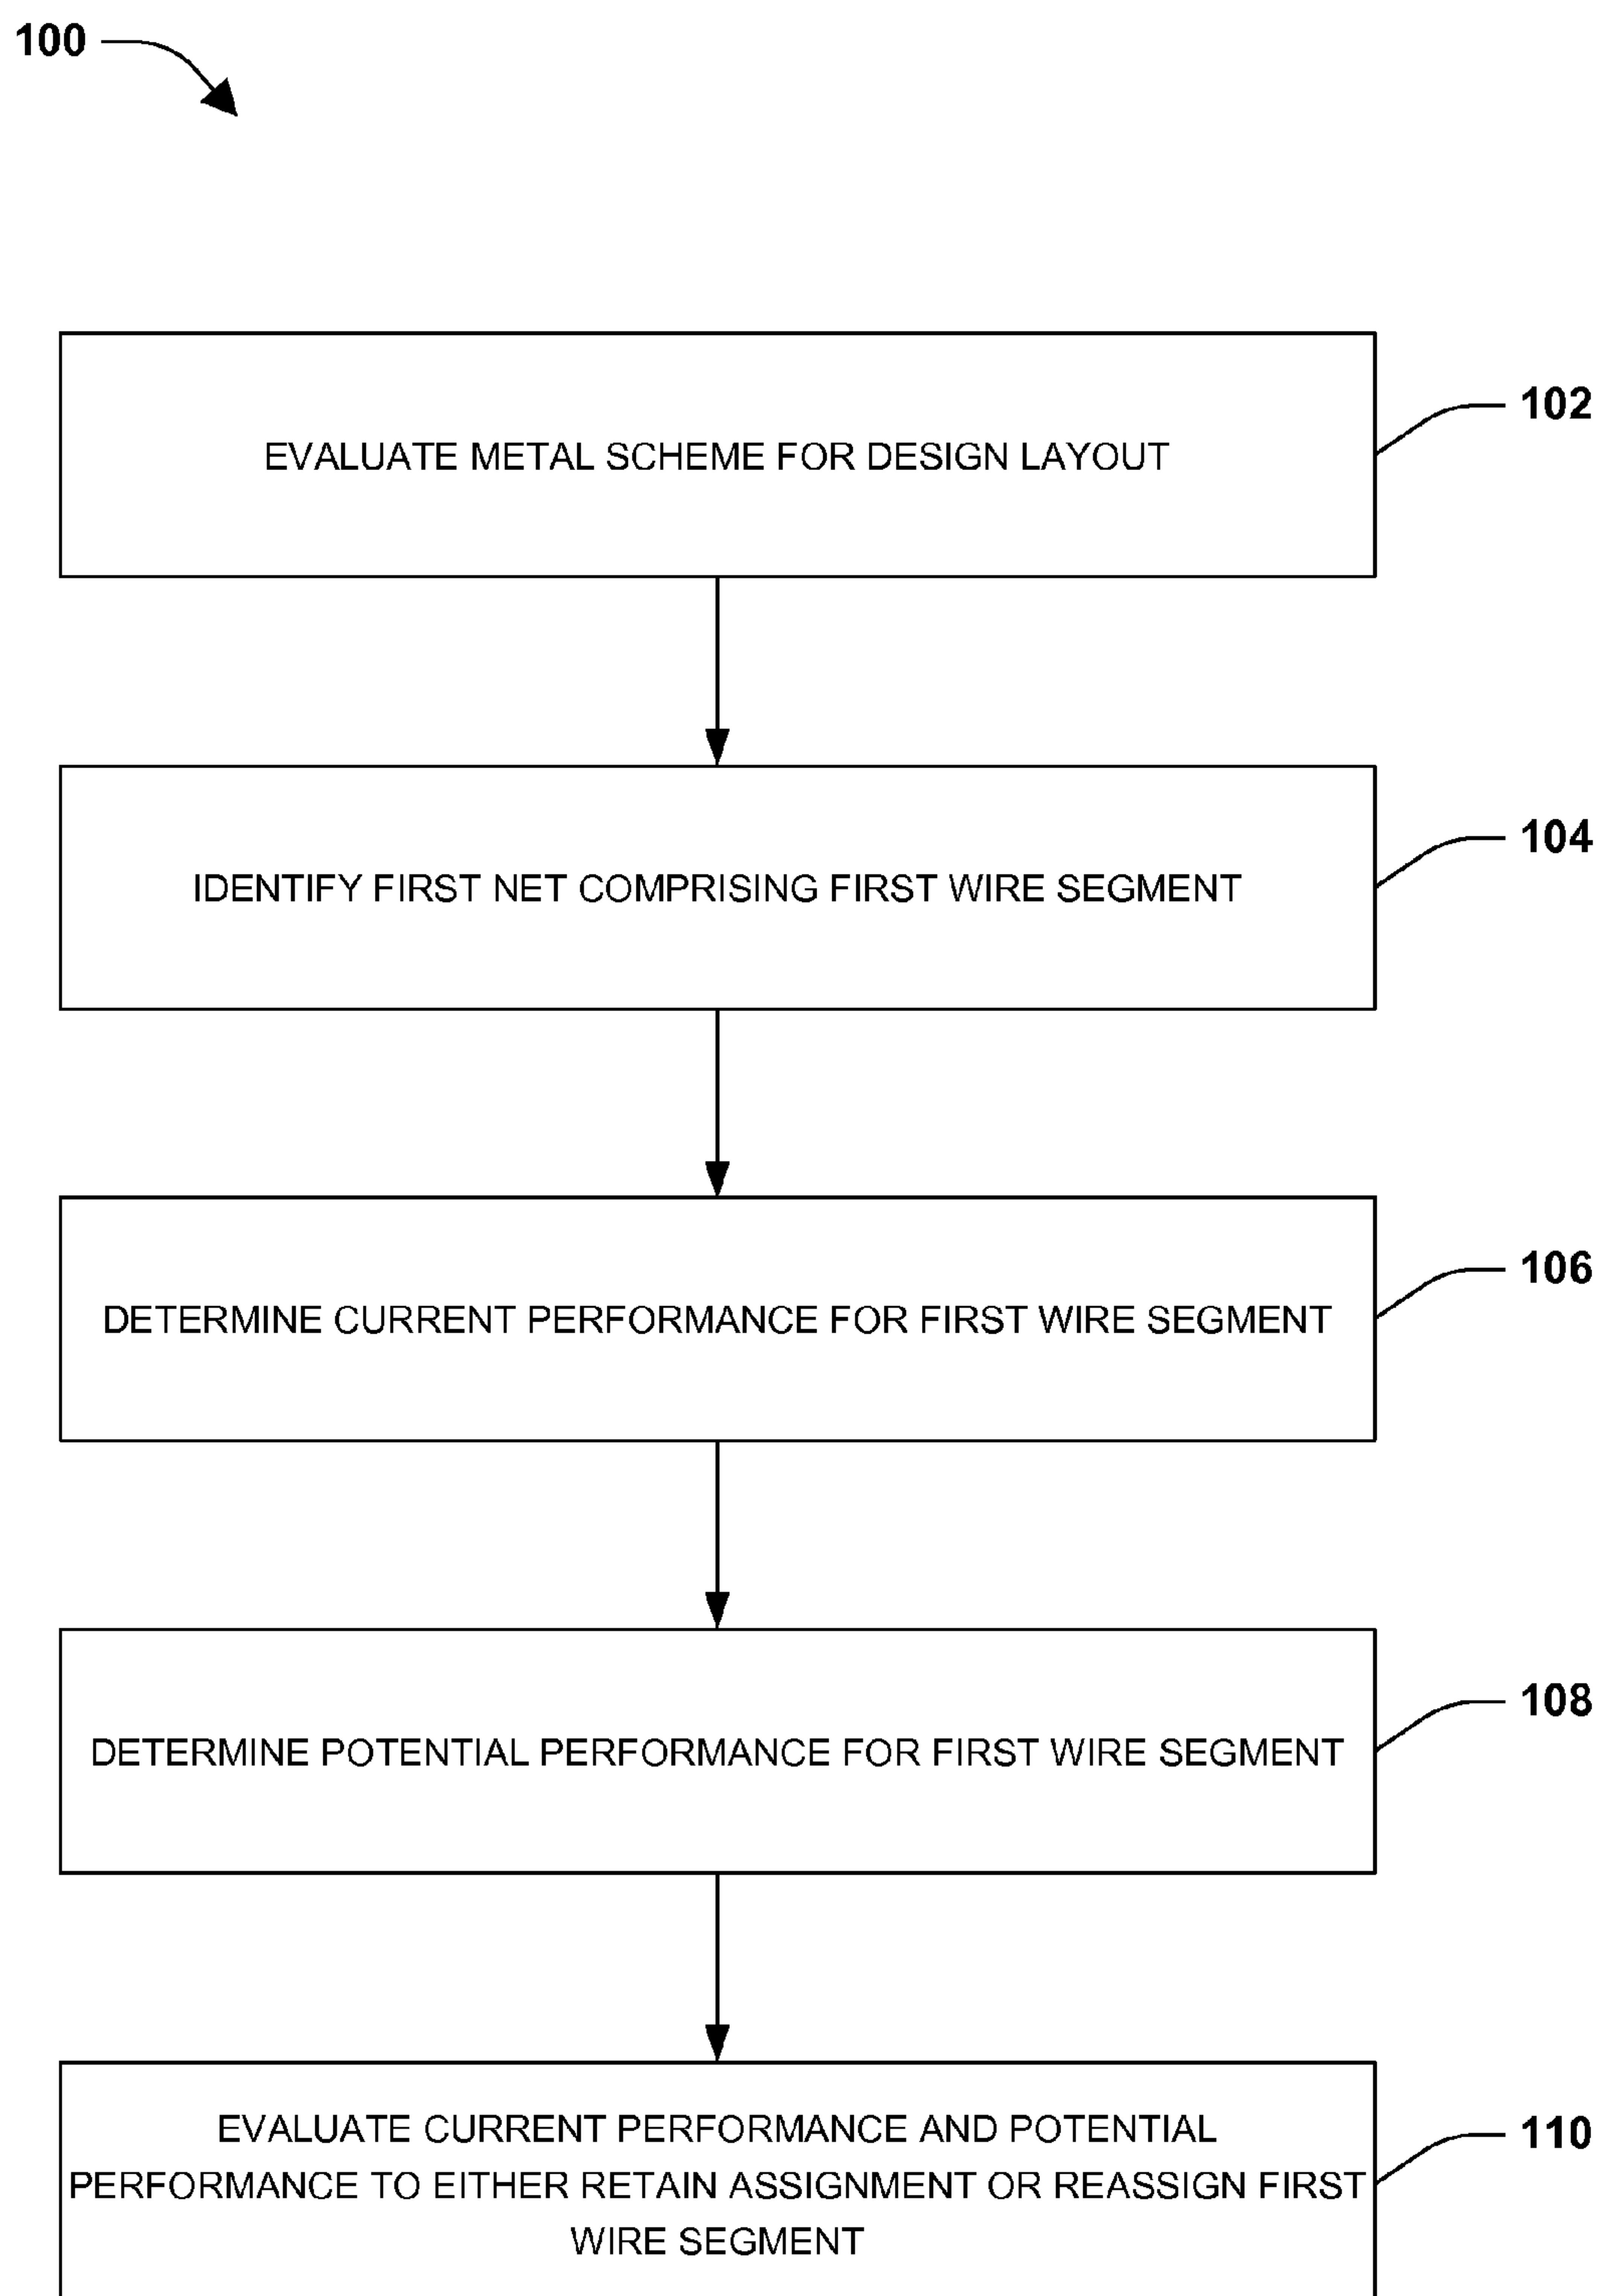 100
EVALUATE METAL SCHEME FOR DESIGN LAYOUT
102
IDENTIFY FIRST NET COMPRISING FIRST WIRE SEGMENT
104
DETERMINE CURRENT PERFORMANCE FOR FIRST WIRE SEGMENT
106
DETERMINE POTENTIAL PERFORMANCE FOR FIRST WIRE SEGMENT
108
EVALUATE CURRENT PERFORMANCE AND POTENTIAL
PERFORMANCE TO EITHER RETAIN ASSIGNMENT OR REASSIGN FIRST
WIRE SEGMENT
110